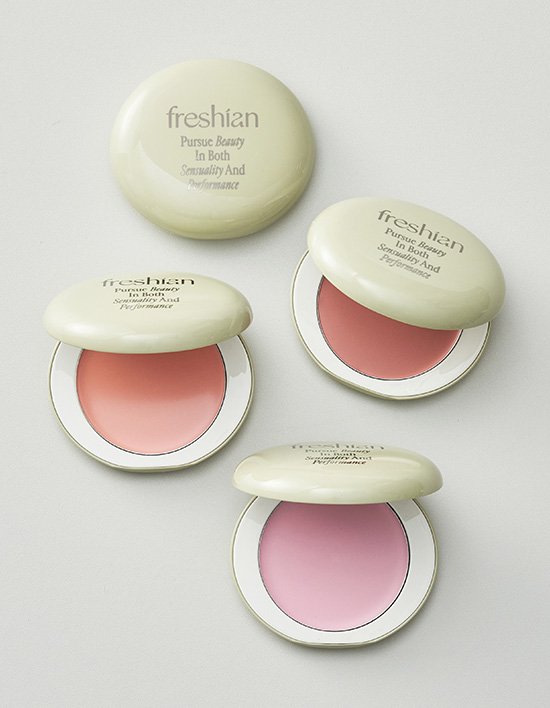 freshian
Pursue Beauty
In Both
Sensuality And
Performance
freshian
Pursue Beauty
In Both
Sensuality And
Performance
freshian
Pursue Beauty
In Both
Sensuality And
Performance
freshian
Pursue Beauty
In Both
Sensuality And
Performance